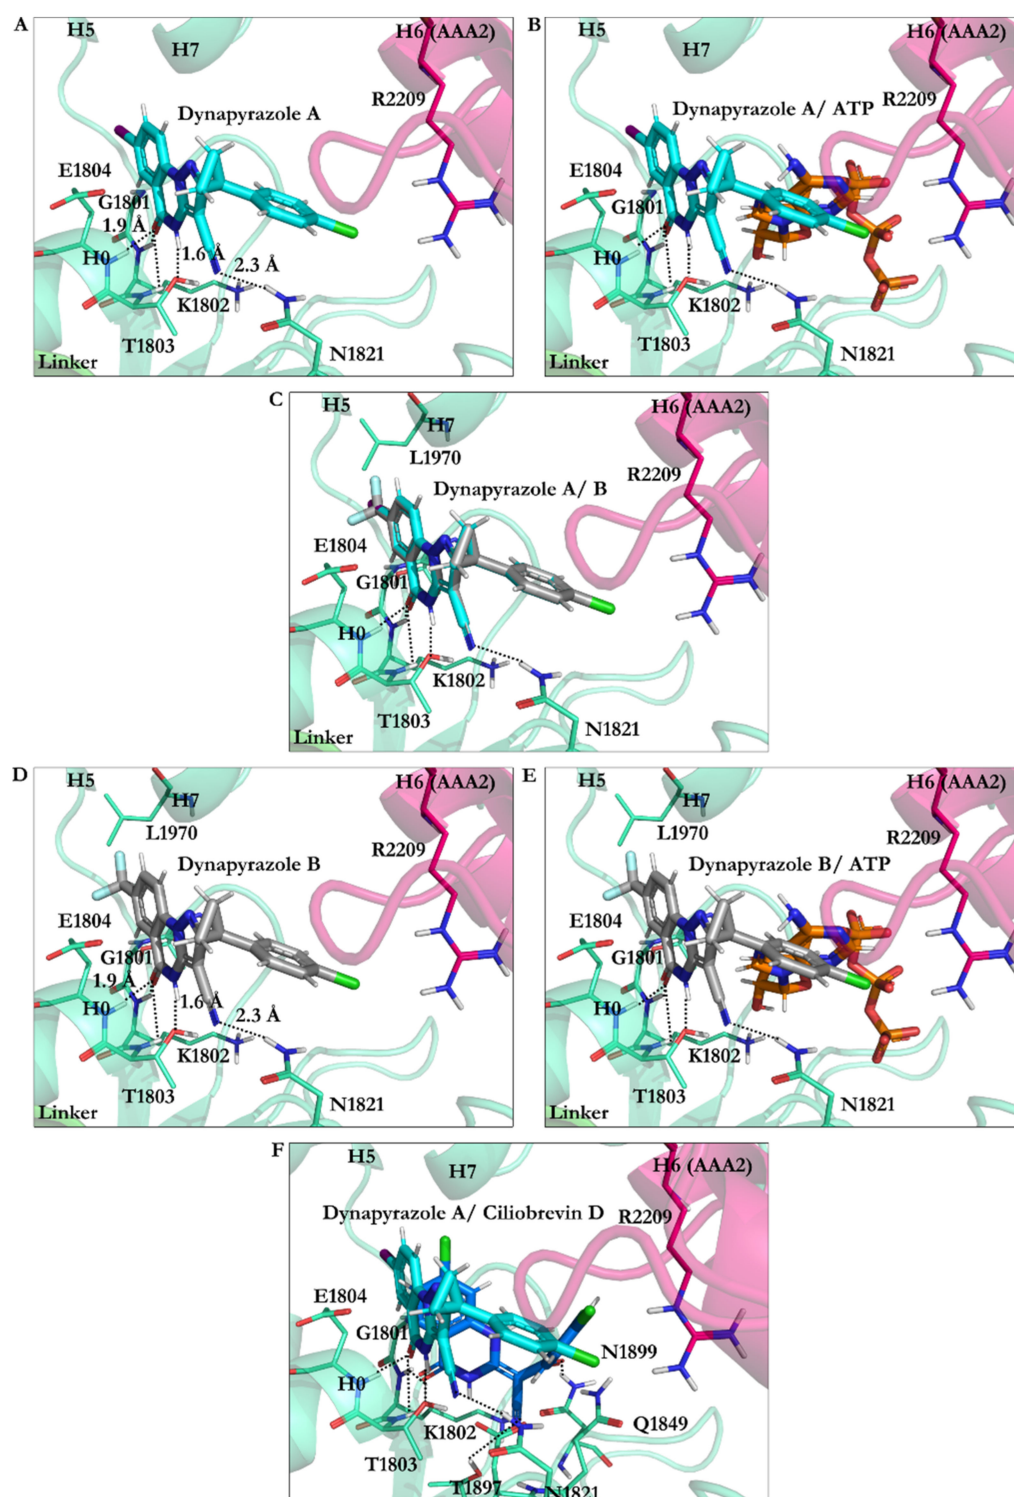 A
H5
H7
H6 (AAA2)
R2209
Dynapyrazole A
E1804
G1801
1.9 Å
H0
1.6 Å
2.3 Å
K1802
T1803
N1821
Linker
B
H5
H7
H6 (AAA2)
R2209
Dynapyrazole A/ ATP
E1804
G1801
H0
K1802
T1803
N1821
Linker
C
H5
H7
L1970
H6 (AAA2)
R2209
Dynapyrazole A/ B
E1804
G1801
H0
K1802
T1803
N1821
Linker
D
H5
H7
L1970
H6 (AAA2)
R2209
Dynapyrazole B
E1804
G1801
1.9 Å
H0
1.6 Å
2.3 Å
K1802
T1803
N1821
Linker
E
H5
H7
L1970
H6 (AAA2)
R2209
Dynapyrazole B/ ATP
E1804
G1801
H0
K1802
T1803
N1821
Linker
F
H5
H7
H6 (AAA2)
Dynapyrazole A/ Ciliobrevin D
R2209
E1804
G1801
N1899
H0
K1802
Q1849
T1803
T1897
N1821